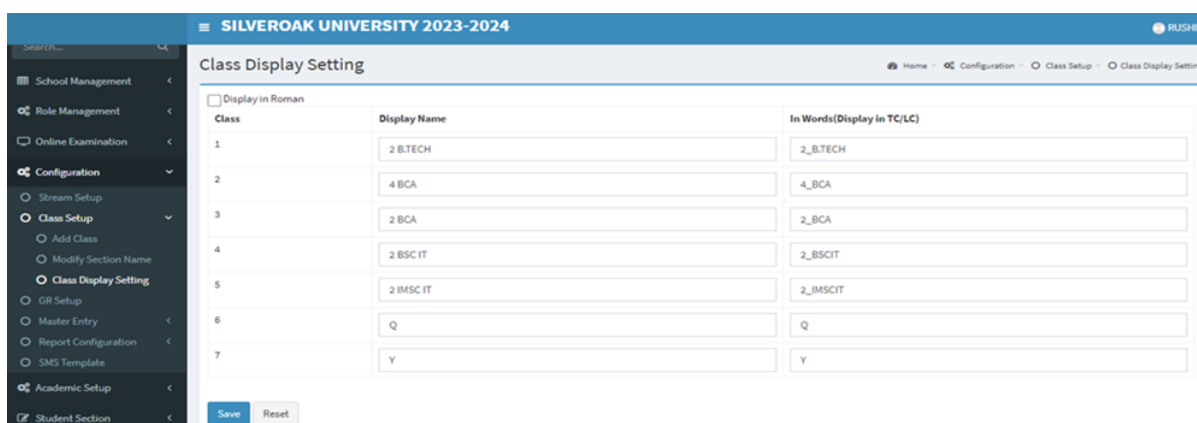 ≡ SILVEROAK UNIVERSITY 2023-2024
RUSHI
Search...
School Management
Role Management
Online Examination
Configuration
Stream Setup
Class Setup
Add Class
Modify Section Name
Class Display Setting
GR Setup
Master Entry
Report Configuration
SMS Template
Academic Setup
Student Section
Class Display Setting
Home Configuration Class Setup Class Display Settin
Display in Roman
Class Display Name In Words(Display in TC/LC)
1 2 B.TECH 2_B.TECH
2 4 BCA 4_BCA
3 2 BCA 2_BCA
4 2 BSC IT 2_BSCIT
5 2 IMSC IT 2_IMSCIT
6 Q Q
7 Y Y
Save Reset